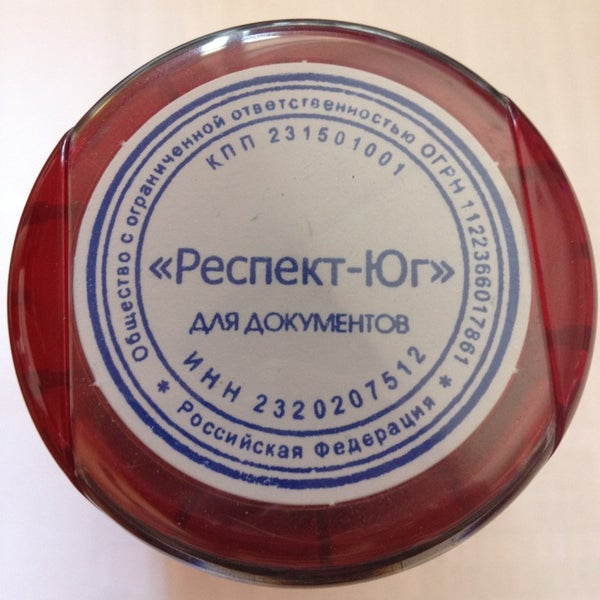 Общество с ограниченной ответственностью ОГРН 1122366017861
КПП 231501001
«Респект-Юг»
ДЛЯ ДОКУМЕНТОВ
ИНН 2320207512
* Российская Федерация *